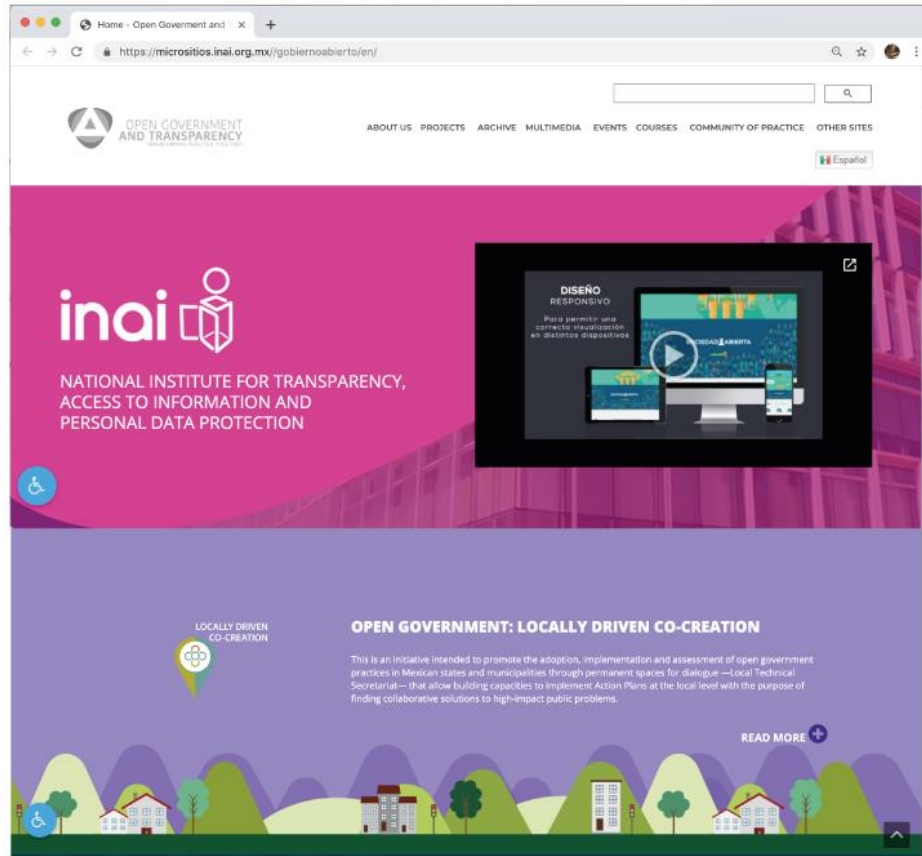 Home - Open Goverment and
https://micrositios.inai.org.mx//gobiernoabierto/en/
OPEN GOVERNMENT
AND TRANSPARENCY
ABOUT US PROJECTS ARCHIVE MULTIMEDIA EVENTS COURSES COMMUNITY OF PRACTICE OTHER SITES
Español
inai
NATIONAL INSTITUTE FOR TRANSPARENCY,
ACCESS TO INFORMATION AND
PERSONAL DATA PROTECTION
DISEÑO
RESPONSIVO
Para permitir una
correcta visualización
en distintos dispositivos
SOCIEDAD ABIERTA
LOCALLY DRIVEN
CO-CREATION
OPEN GOVERNMENT: LOCALLY DRIVEN CO-CREATION
This is an initiative intended to promote the adoption, implementation and assessment of open government
practices in Mexican states and municipalities through permanent spaces for dialogue —Local Technical
Secretariat— that allow building capacities to implement Action Plans at the local level with the purpose of
finding collaborative solutions to high-impact public problems.
READ MORE